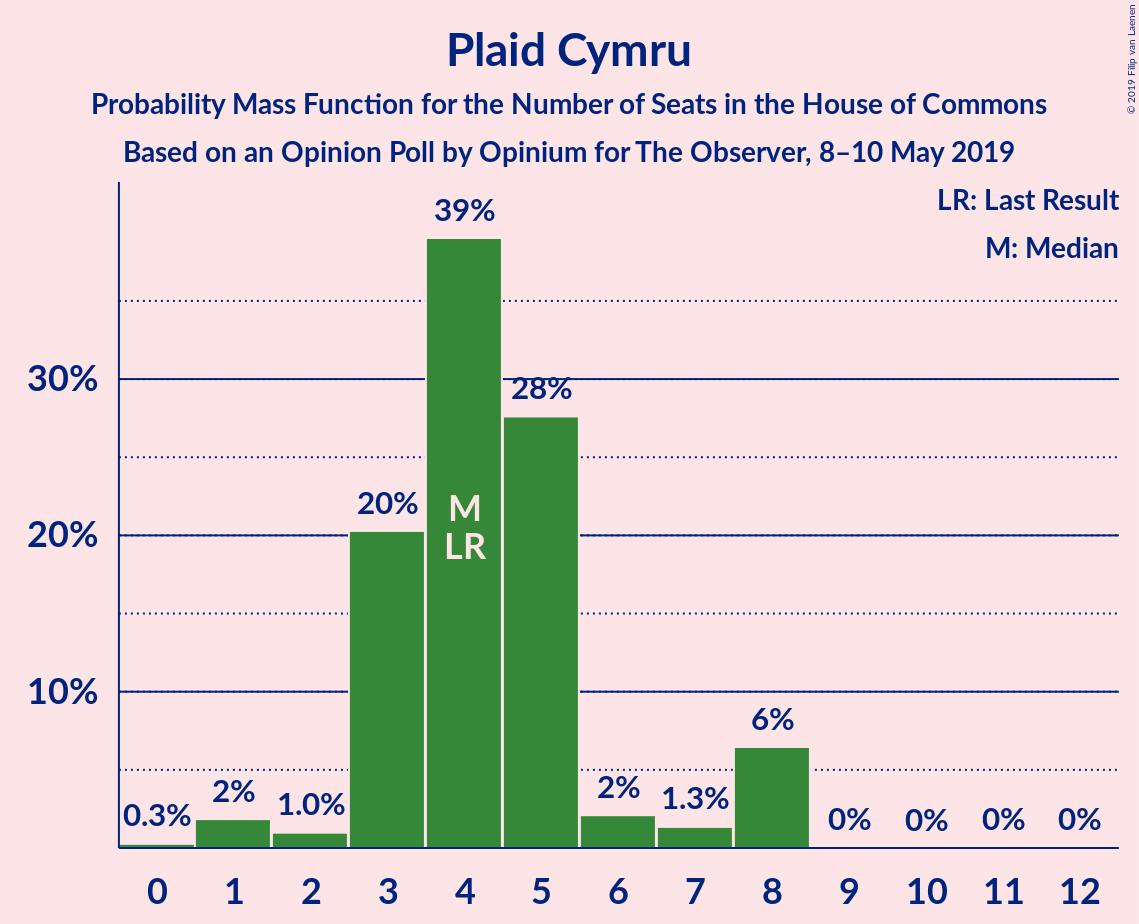 Plaid Cymru
Probability Mass Function for the Number of Seats in the House of Commons
Based on an Opinion Poll by Opinium for The Observer, 8–10 May 2019
© 2019 Filip van Laenen
LR: Last Result
M: Median
39%
30%
28%
20%
M
LR
20%
10%
6%
0.3%
2%
1.0%
2%
1.3%
0%
0%
0%
0%
0 1 2 3 4 5 6 7 8 9 10 11 12